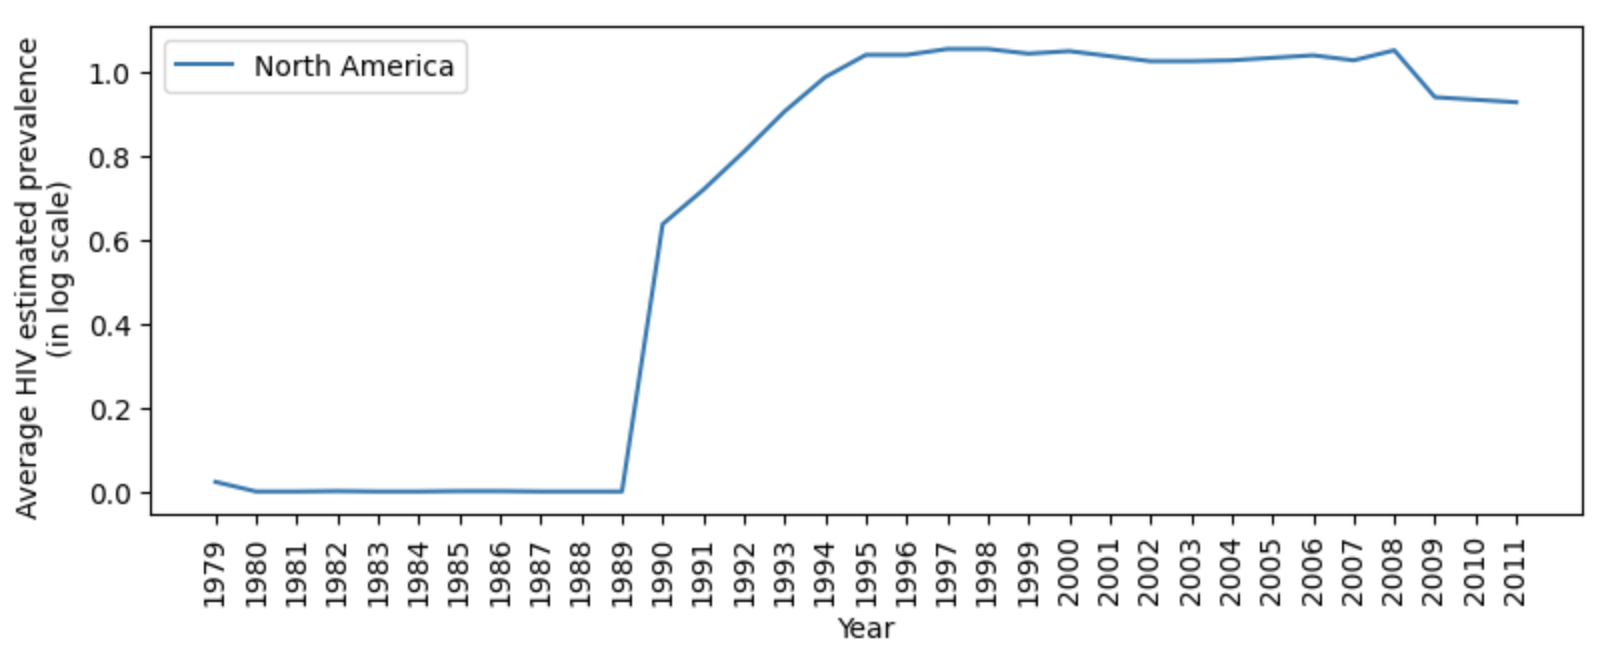 North America
Average HIV estimated prevalence
(in log scale)
1.0
0.8
0.6
0.4
0.2
0.0
1979 1980 1981 1982 1983 1984 1985 1986 1987 1988 1989 1990 1991 1992 1993 1994 1995 1996 1997 1998 1999 2000 2001 2002 2003 2004 2005 2006 2007 2008 2009 2010 2011
Year